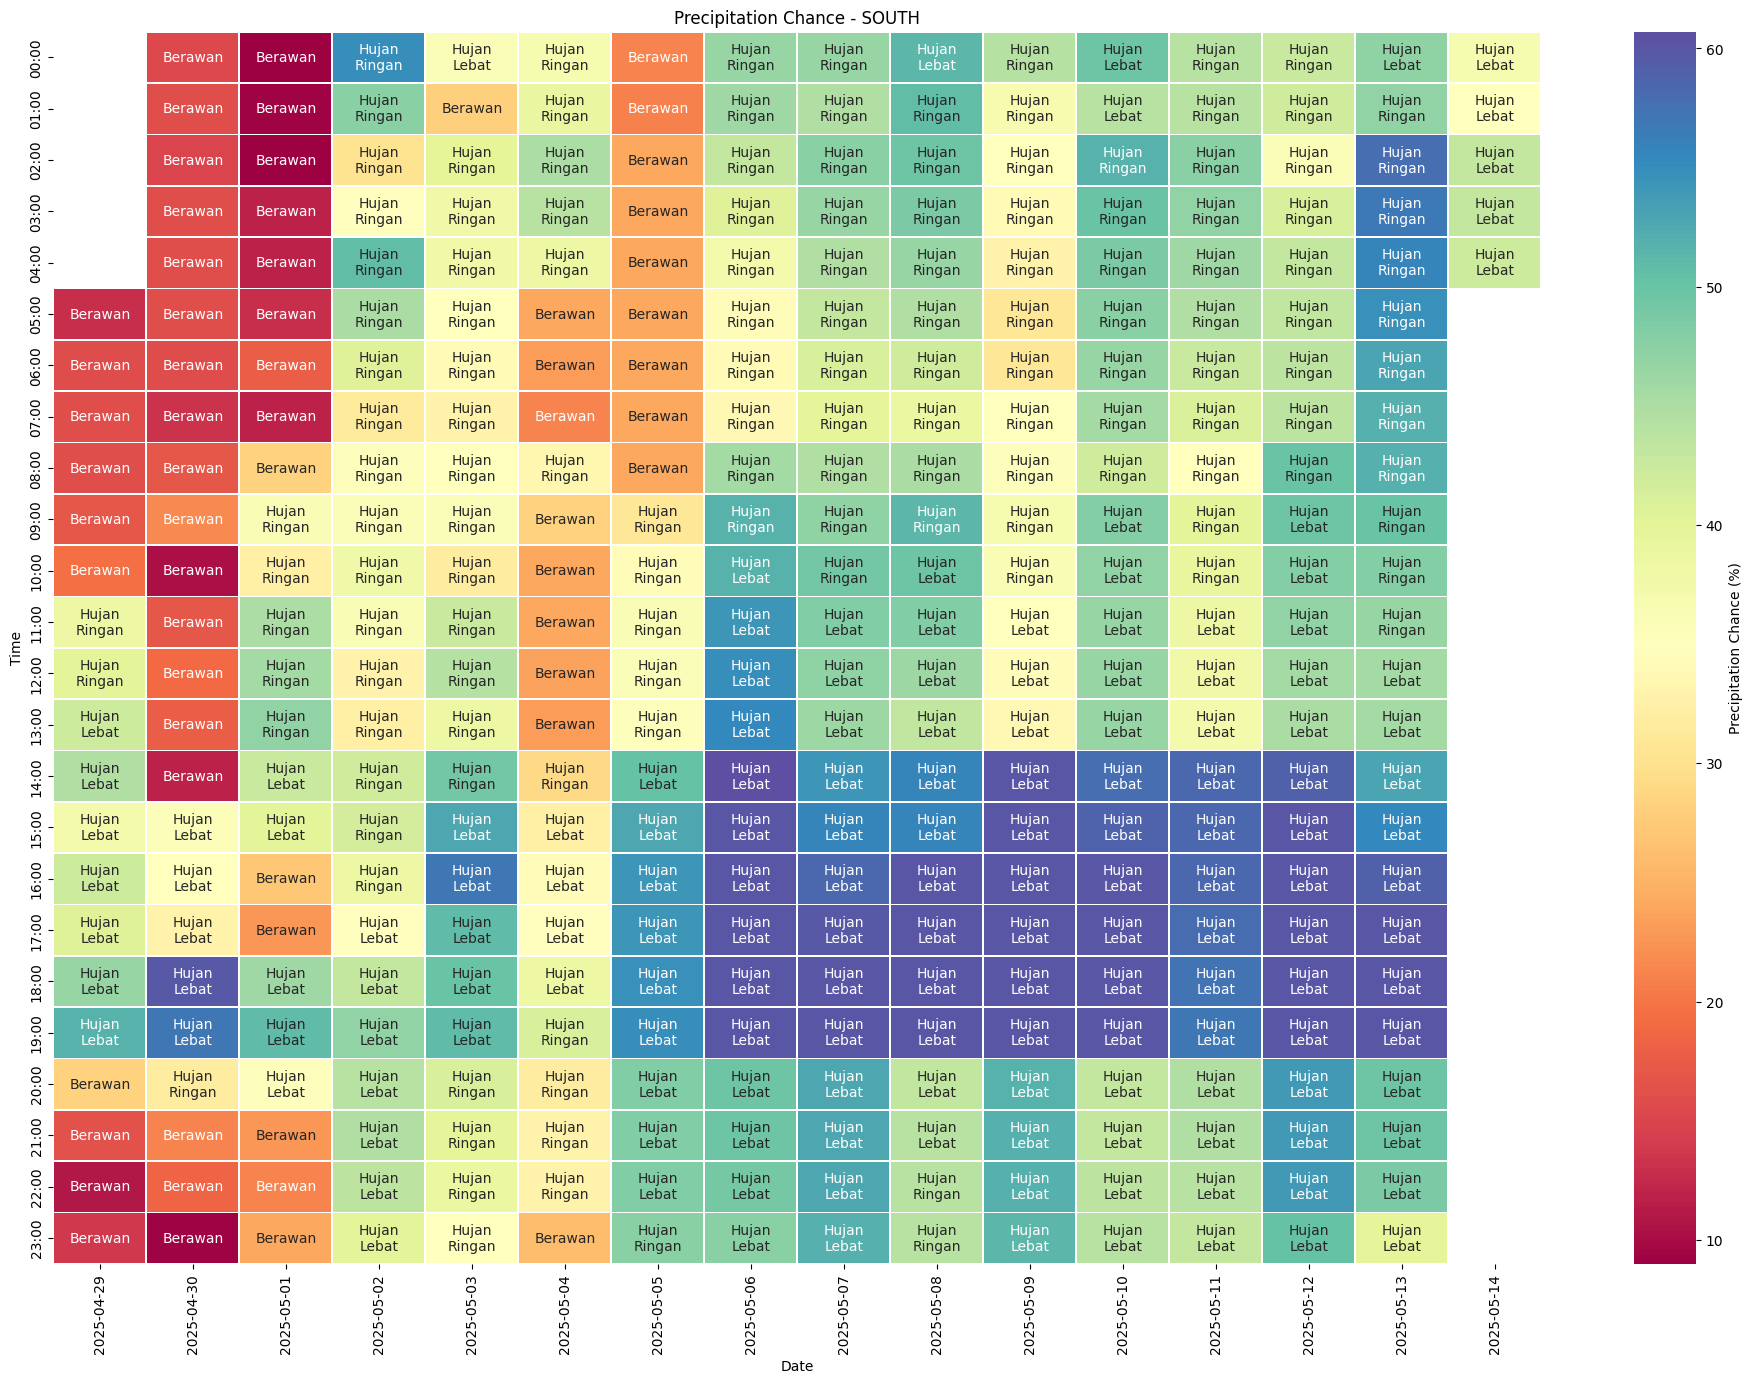 Precipitation Chance - SOUTH
00:00 Berawan Berawan Hujan Ringan Hujan Lebat Hujan Ringan Berawan Hujan Ringan Hujan Ringan Hujan Lebat Hujan Ringan Hujan Lebat Hujan Ringan Hujan Ringan Hujan Lebat Hujan Lebat
01:00 Berawan Berawan Hujan Ringan Berawan Hujan Ringan Berawan Hujan Ringan Hujan Ringan Hujan Ringan Hujan Ringan Hujan Lebat Hujan Ringan Hujan Ringan Hujan Ringan Hujan Lebat
02:00 Berawan Berawan Hujan Ringan Hujan Ringan Hujan Ringan Berawan Hujan Ringan Hujan Ringan Hujan Ringan Hujan Ringan Hujan Ringan Hujan Ringan Hujan Ringan Hujan Ringan Hujan Lebat
03:00 Berawan Berawan Hujan Ringan Hujan Ringan Hujan Ringan Berawan Hujan Ringan Hujan Ringan Hujan Ringan Hujan Ringan Hujan Ringan Hujan Ringan Hujan Ringan Hujan Ringan Hujan Lebat
04:00 Berawan Berawan Hujan Ringan Hujan Ringan Hujan Ringan Berawan Hujan Ringan Hujan Ringan Hujan Ringan Hujan Ringan Hujan Ringan Hujan Ringan Hujan Ringan Hujan Ringan Hujan Lebat
05:00 Berawan Berawan Berawan Hujan Ringan Hujan Ringan Berawan Berawan Hujan Ringan Hujan Ringan Hujan Ringan Hujan Ringan Hujan Ringan Hujan Ringan Hujan Ringan Hujan Ringan
06:00 Berawan Berawan Berawan Hujan Ringan Hujan Ringan Berawan Berawan Hujan Ringan Hujan Ringan Hujan Ringan Hujan Ringan Hujan Ringan Hujan Ringan Hujan Ringan Hujan Ringan
07:00 Berawan Berawan Berawan Hujan Ringan Hujan Ringan Berawan Berawan Hujan Ringan Hujan Ringan Hujan Ringan Hujan Ringan Hujan Ringan Hujan Ringan Hujan Ringan Hujan Ringan
08:00 Berawan Berawan Berawan Hujan Ringan Hujan Ringan Hujan Ringan Berawan Hujan Ringan Hujan Ringan Hujan Ringan Hujan Ringan Hujan Ringan Hujan Ringan Hujan Ringan Hujan Ringan
09:00 Berawan Berawan Hujan Ringan Hujan Ringan Hujan Ringan Berawan Hujan Ringan Hujan Ringan Hujan Ringan Hujan Ringan Hujan Ringan Hujan Lebat Hujan Ringan Hujan Lebat Hujan Ringan
10:00 Berawan Berawan Hujan Ringan Hujan Ringan Hujan Ringan Berawan Hujan Ringan Hujan Lebat Hujan Ringan Hujan Lebat Hujan Ringan Hujan Lebat Hujan Ringan Hujan Lebat Hujan Ringan
11:00 Hujan Ringan Berawan Hujan Ringan Hujan Ringan Hujan Ringan Berawan Hujan Ringan Hujan Lebat Hujan Lebat Hujan Lebat Hujan Lebat Hujan Lebat Hujan Lebat Hujan Lebat Hujan Ringan
12:00 Hujan Ringan Berawan Hujan Ringan Hujan Ringan Hujan Ringan Berawan Hujan Ringan Hujan Lebat Hujan Lebat Hujan Lebat Hujan Lebat Hujan Lebat Hujan Lebat Hujan Lebat Hujan Lebat
13:00 Hujan Lebat Berawan Hujan Ringan Hujan Ringan Hujan Ringan Berawan Hujan Ringan Hujan Lebat Hujan Lebat Hujan Lebat Hujan Lebat Hujan Lebat Hujan Lebat Hujan Lebat Hujan Lebat
14:00 Hujan Lebat Berawan Hujan Lebat Hujan Ringan Hujan Ringan Hujan Ringan Hujan Lebat Hujan Lebat Hujan Lebat Hujan Lebat Hujan Lebat Hujan Lebat Hujan Lebat Hujan Lebat Hujan Lebat
15:00 Hujan Lebat Hujan Lebat Hujan Lebat Hujan Ringan Hujan Lebat Hujan Lebat Hujan Lebat Hujan Lebat Hujan Lebat Hujan Lebat Hujan Lebat Hujan Lebat Hujan Lebat Hujan Lebat Hujan Lebat
16:00 Hujan Lebat Hujan Lebat Berawan Hujan Ringan Hujan Lebat Hujan Lebat Hujan Lebat Hujan Lebat Hujan Lebat Hujan Lebat Hujan Lebat Hujan Lebat Hujan Lebat Hujan Lebat Hujan Lebat
17:00 Hujan Lebat Hujan Lebat Berawan Hujan Lebat Hujan Lebat Hujan Lebat Hujan Lebat Hujan Lebat Hujan Lebat Hujan Lebat Hujan Lebat Hujan Lebat Hujan Lebat Hujan Lebat Hujan Lebat
18:00 Hujan Lebat Hujan Lebat Hujan Lebat Hujan Lebat Hujan Lebat Hujan Lebat Hujan Lebat Hujan Lebat Hujan Lebat Hujan Lebat Hujan Lebat Hujan Lebat Hujan Lebat Hujan Lebat Hujan Lebat
19:00 Hujan Lebat Hujan Lebat Hujan Lebat Hujan Lebat Hujan Lebat Hujan Ringan Hujan Lebat Hujan Lebat Hujan Lebat Hujan Lebat Hujan Lebat Hujan Lebat Hujan Lebat Hujan Lebat Hujan Lebat
20:00 Berawan Hujan Ringan Hujan Lebat Hujan Lebat Hujan Ringan Hujan Ringan Hujan Lebat Hujan Lebat Hujan Lebat Hujan Lebat Hujan Lebat Hujan Lebat Hujan Lebat Hujan Lebat Hujan Lebat
21:00 Berawan Berawan Berawan Hujan Lebat Hujan Ringan Hujan Ringan Hujan Lebat Hujan Lebat Hujan Lebat Hujan Lebat Hujan Lebat Hujan Lebat Hujan Lebat Hujan Lebat Hujan Lebat
22:00 Berawan Berawan Berawan Hujan Lebat Hujan Ringan Hujan Ringan Hujan Lebat Hujan Lebat Hujan Lebat Hujan Ringan Hujan Lebat Hujan Lebat Hujan Lebat Hujan Lebat Hujan Lebat
23:00 Berawan Berawan Berawan Hujan Lebat Hujan Ringan Berawan Hujan Ringan Hujan Lebat Hujan Lebat Hujan Ringan Hujan Lebat Hujan Lebat Hujan Lebat Hujan Lebat Hujan Lebat
Time
2025-04-29 2025-04-30 2025-05-01 2025-05-02 2025-05-03 2025-05-04 2025-05-05 2025-05-06 2025-05-07 2025-05-08 2025-05-09 2025-05-10 2025-05-11 2025-05-12 2025-05-13 2025-05-14
Date
60
50
40
30
20
10
Precipitation Chance (%)